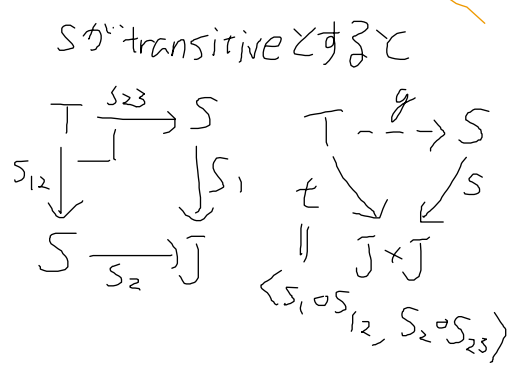 Sがtransitiveとすると
T S23 S
S12 S1
S S2 J
T g S
t s
|| J×J
<S1∘S12, S2∘S23>